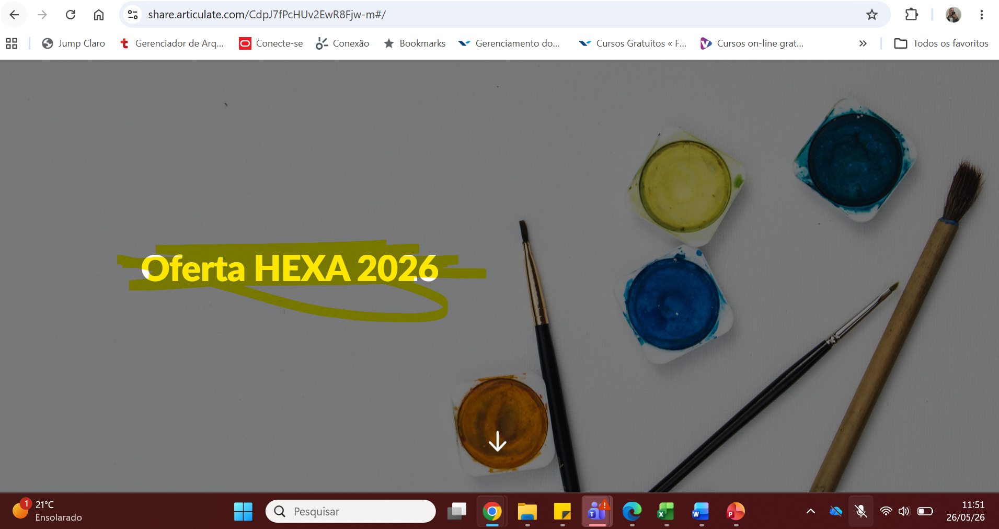 share.articulate.com/CdpJ7fPcHUv2EwR8Fjw-m#/
Jump Claro
Gerenciador de Arq...
Conecte-se
Conexão
Bookmarks
Gerenciamento do...
Cursos Gratuitos « F...
Cursos on-line grat...
Todos os favoritos
Oferta HEXA 2026
1
21°C
Ensolarado
Pesquisar
11:51
26/05/26